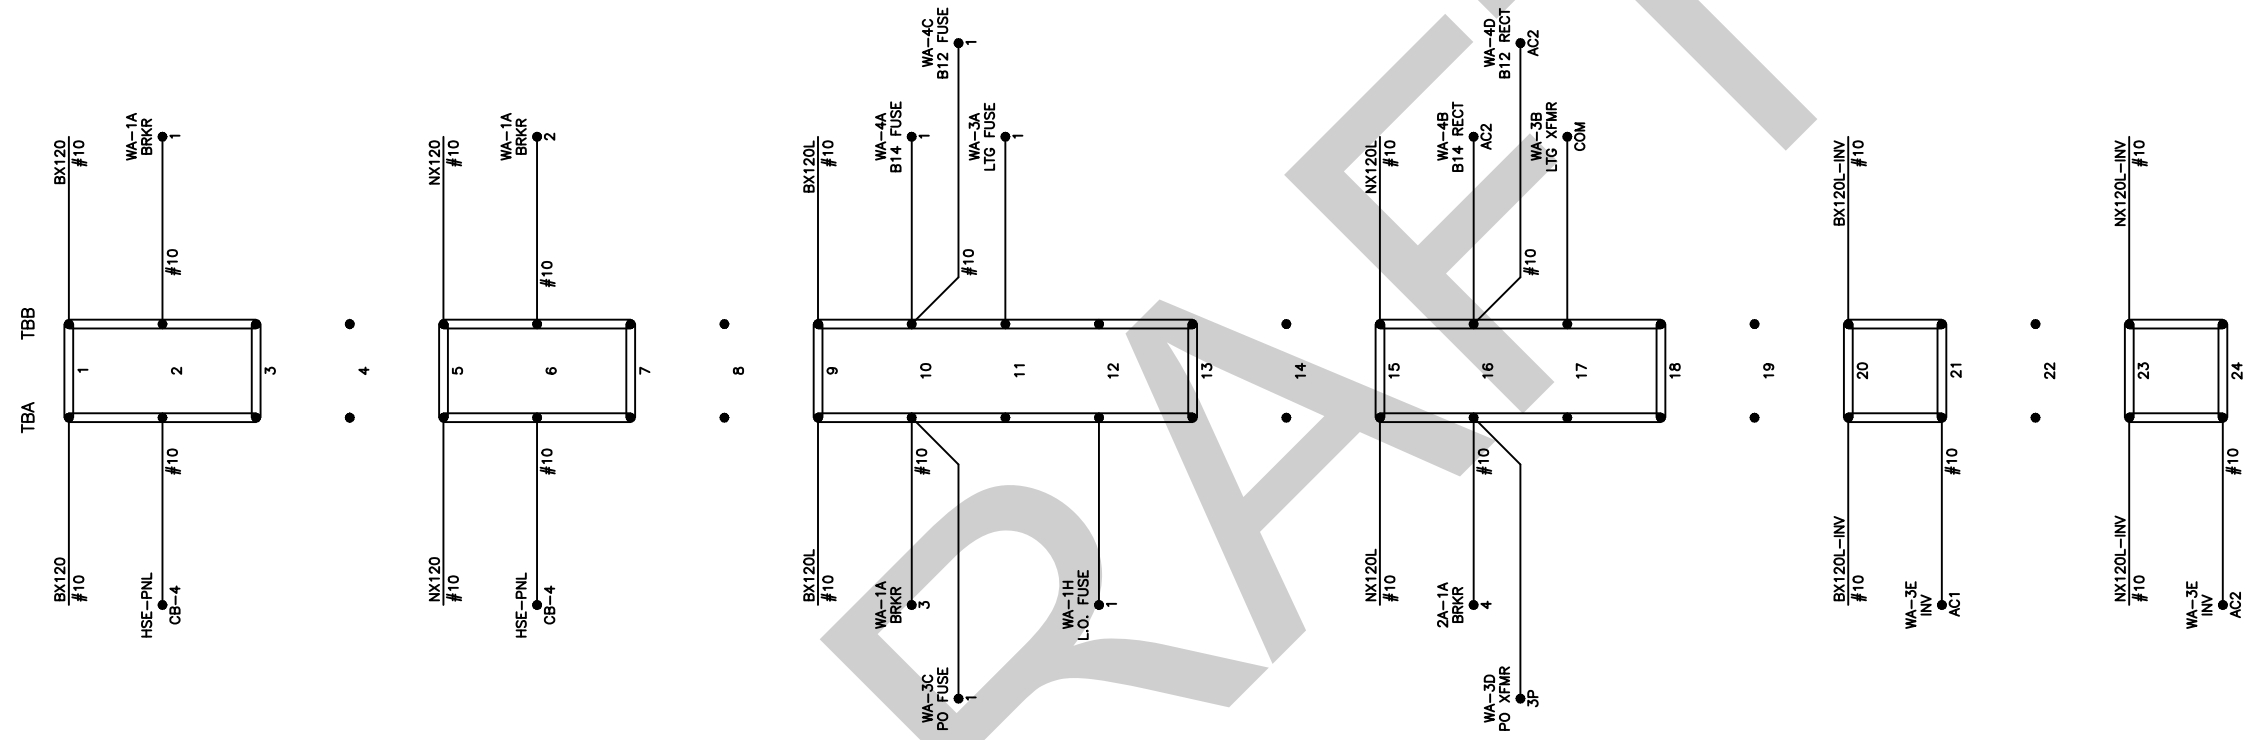 WA-4C
B12 FUSE
1
WA-4D
B12 RECT
AC2
BX120
#10
WA-1A
BRKR
1
NX120
#10
WA-1A
BRKR
2
BX120L
#10
WA-4A
B14 FUSE
1
WA-3A
LTG FUSE
1
NX120L
#10
WA-4B
B14 RECT
AC2
WA-3B
LTG XFMR
COM
BX120L-INV
#10
NX120L-INV
#10
#10
#10
#10
#10
TBB
1
2
3
4
5
6
7
8
9
10
11
12
13
14
15
16
17
18
19
20
21
22
23
24
TBA
#10
#10
#10
#10
#10
#10
BX120
#10
HSE-PNL
CB-4
NX120
#10
HSE-PNL
CB-4
BX120L
#10
WA-1A
BRKR
3
WA-1H
L.O. FUSE
1
NX120L
#10
2A-1A
BRKR
4
BX120L-INV
#10
WA-3E
INV
AC1
NX120L-INV
#10
WA-3E
INV
AC2
WA-3C
PO FUSE
1
WA-3D
PO XFMR
3P
RAFT